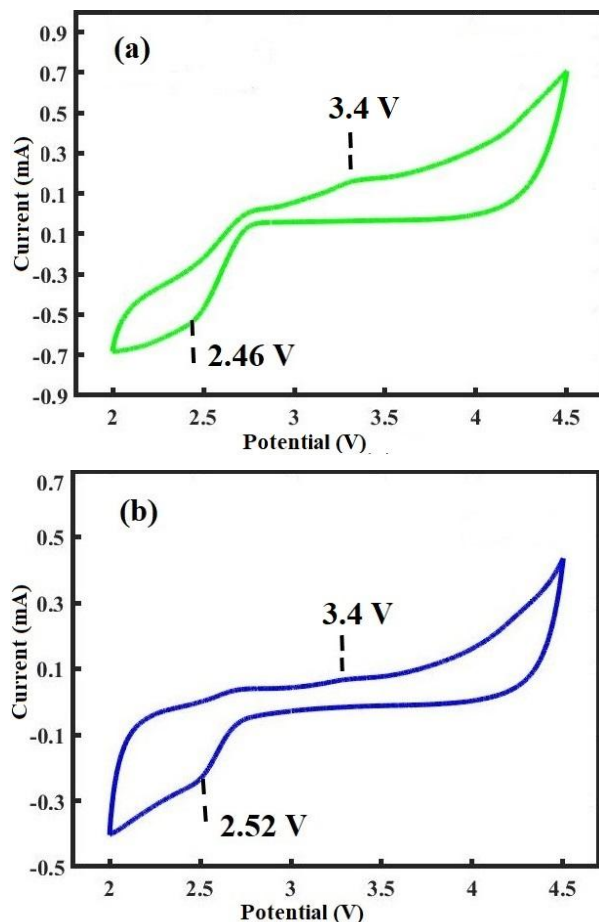 (a)
0.9
0.7
0.5
0.3
0.1
-0.1
-0.3
-0.5
-0.7
-0.9
Current (mA)
3.4 V
2.46 V
2 2.5 3 3.5 4 4.5
Potential (V)
(b)
0.7
0.5
0.3
0.1
-0.1
-0.3
-0.5
Current (mA)
3.4 V
2.52 V
2 2.5 3 3.5 4 4.5
Potential (V)